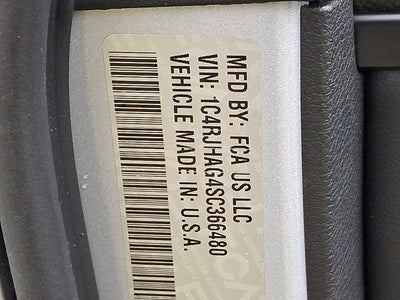 MFD BY: FCA US LLC
VIN: 1C4RJHAG4SC366480
VEHICLE MADE IN: U.S.A.